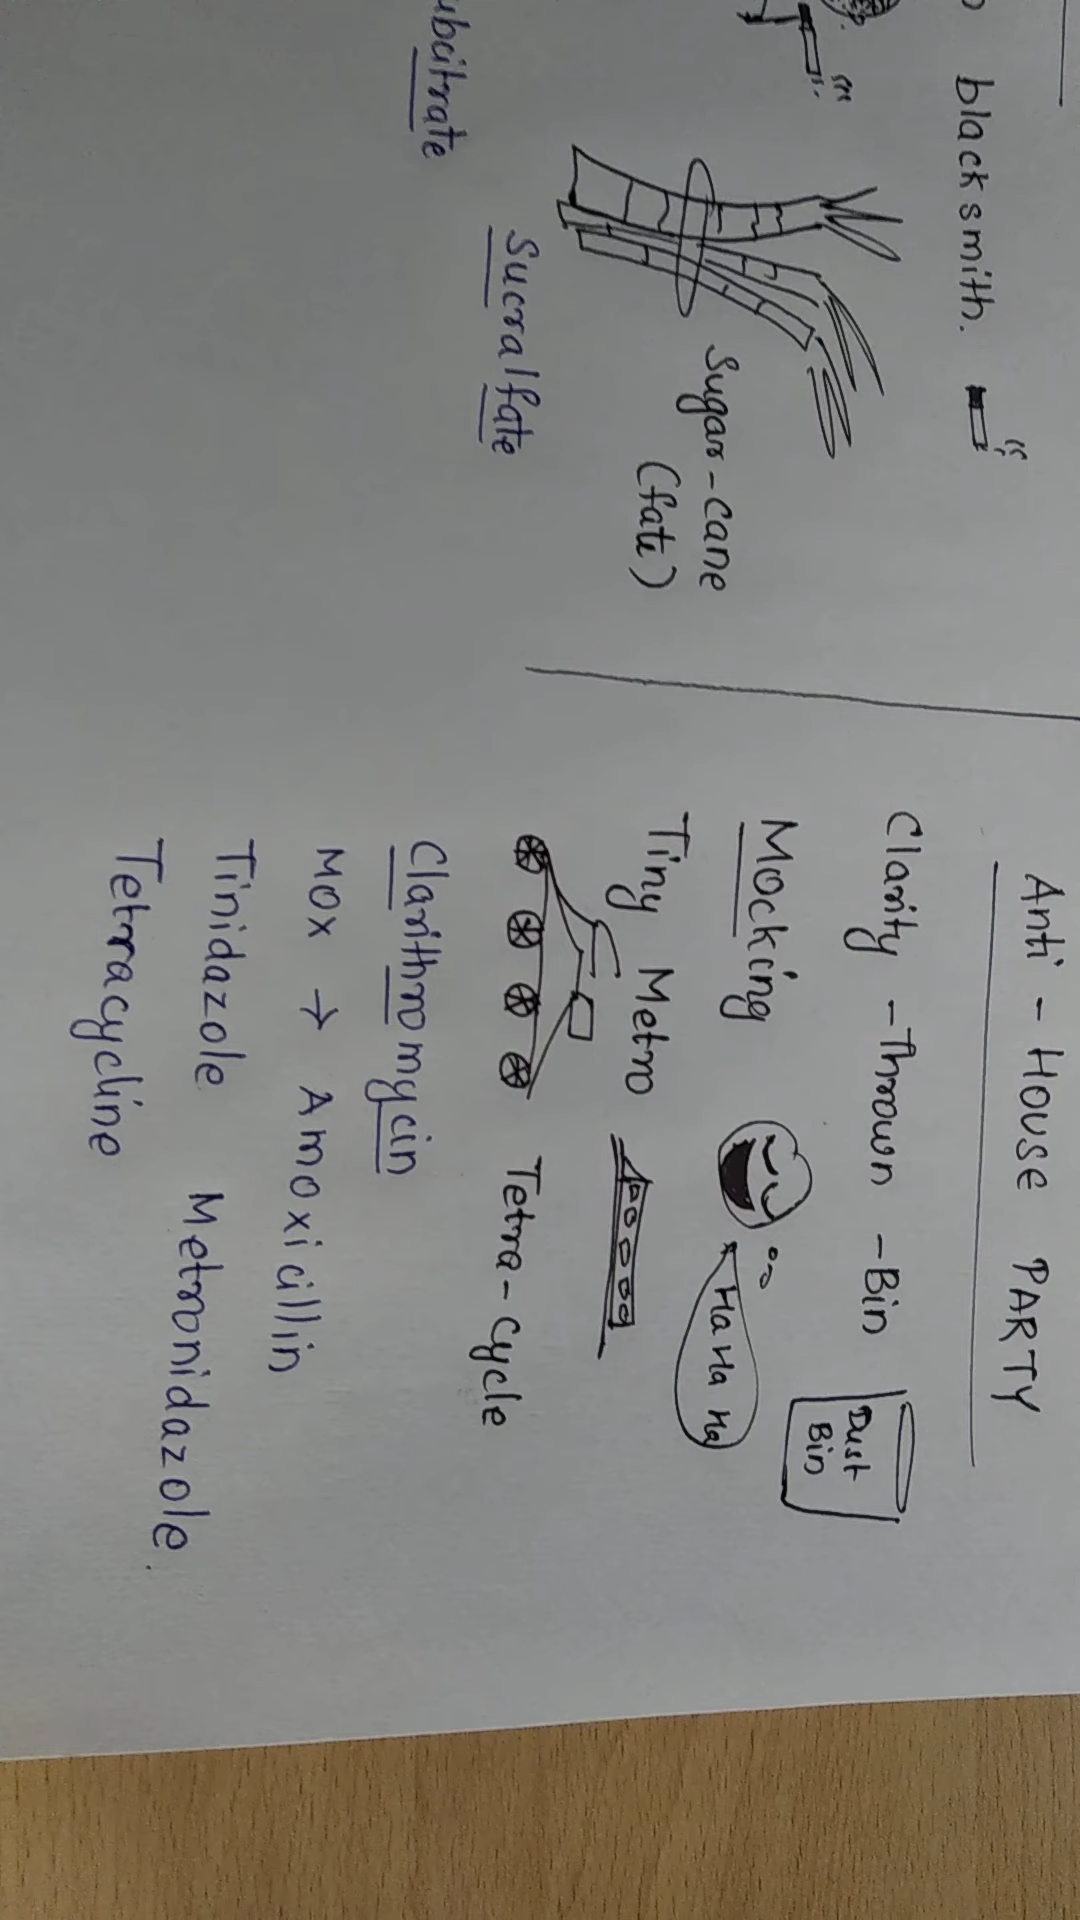 blacksmith.
Sugar-cane
(fate)
Sucralfate
Anti-House PARTY
Clarity -Thrown -Bin
Dust
Bin
Mocking
Ha Ha Ha
Tiny Metro
Tetra-cycle
Clarithromycin
Mox → Amoxicillin
Tinidazole Metronidazole.
Tetracycline